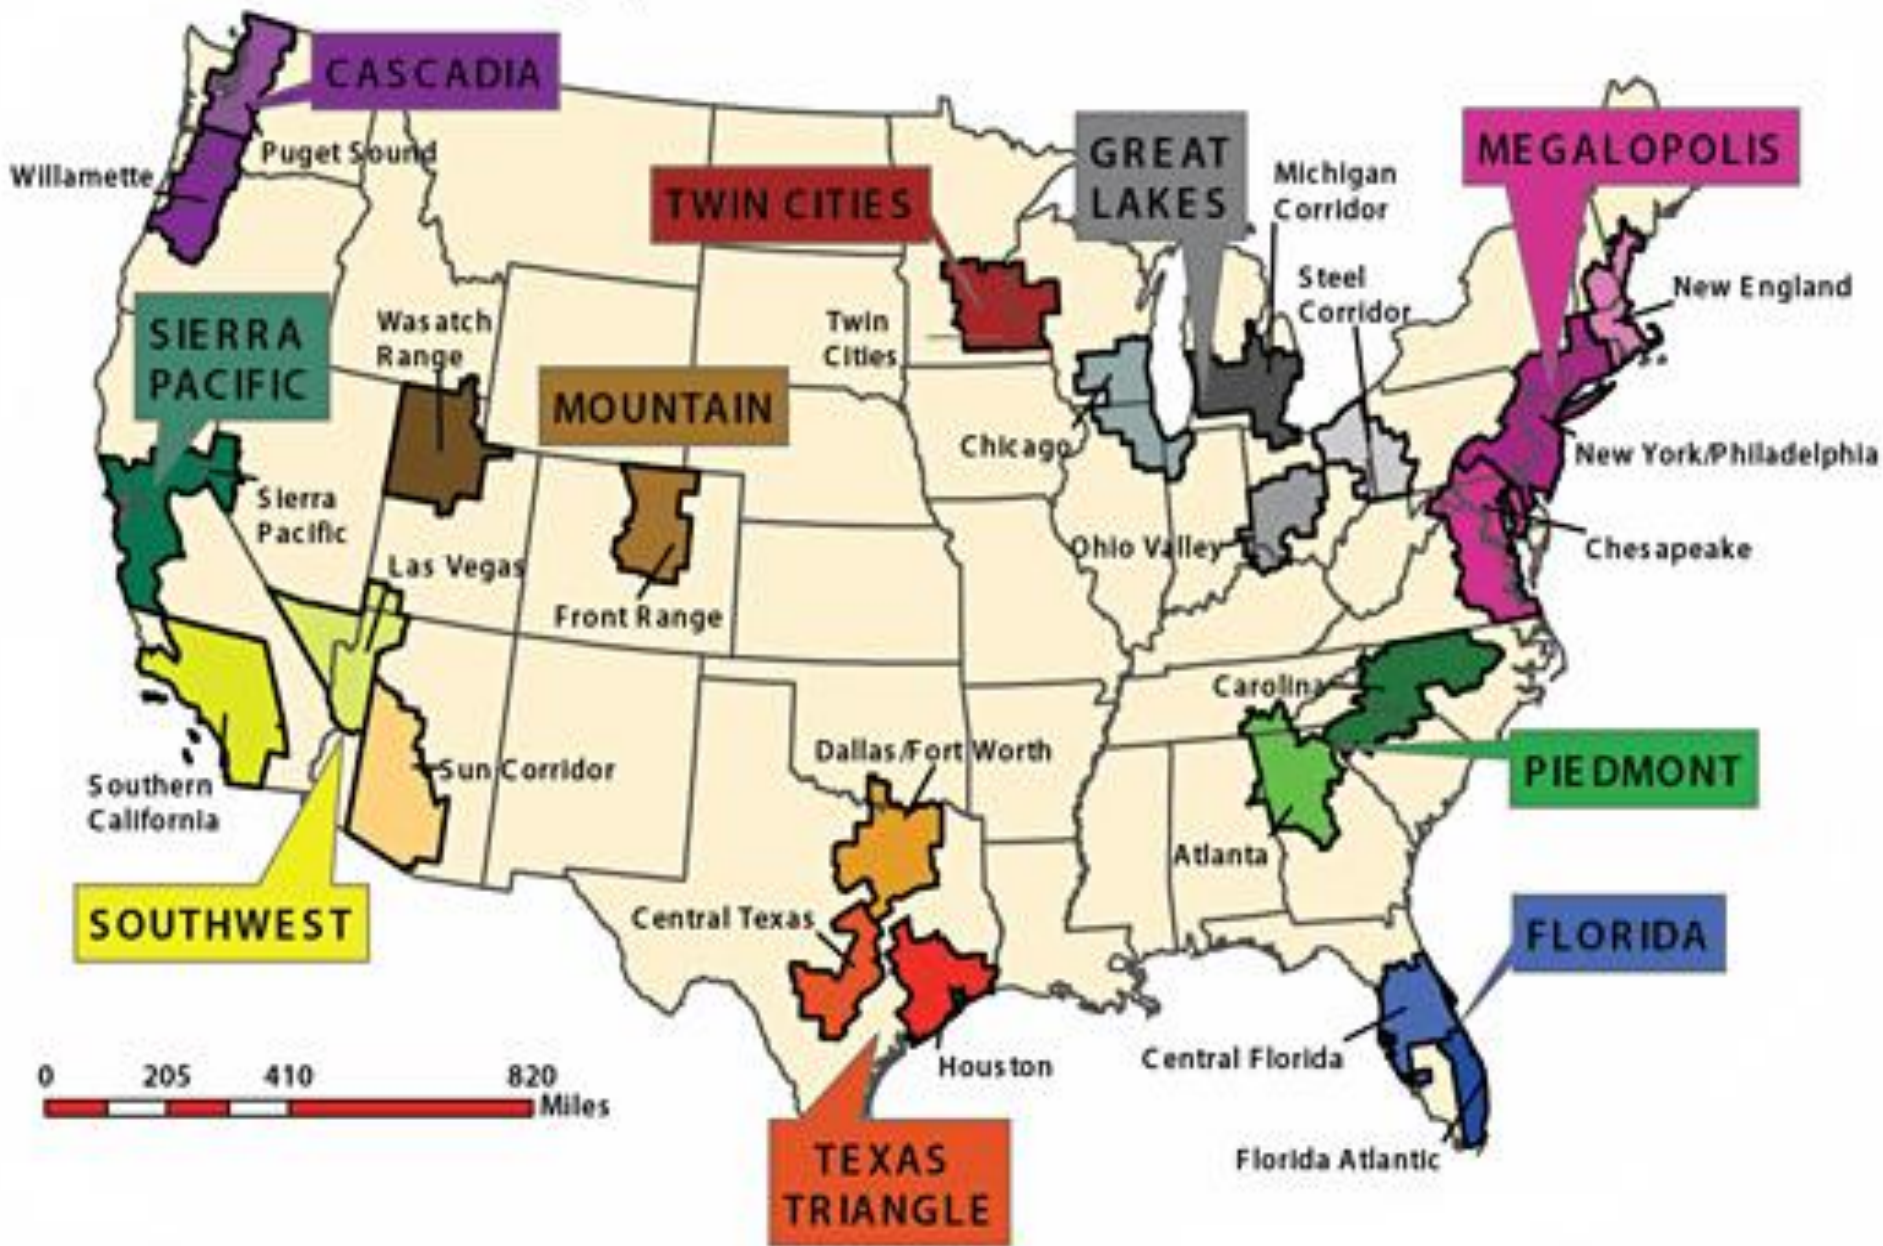 CASCADIA
Willamette
Puget Sound
TWIN CITIES
GREAT
LAKES
Michigan
Corridor
MEGALOPOLIS
Steel
Corridor
New England
SIERRA
PACIFIC
Wasatch
Range
Twin
Cities
MOUNTAIN
Chicago
New York/Philadelphia
Sierra
Pacific
Las Vegas
Ohio Valley
Chesapeake
Front Range
Carolina
Southern
California
Sun Corridor
Dallas/Fort Worth
PIEDMONT
Atlanta
SOUTHWEST
Central Texas
FLORIDA
Houston
Central Florida
0 205 410 820
Miles
TEXAS
TRIANGLE
Florida Atlantic